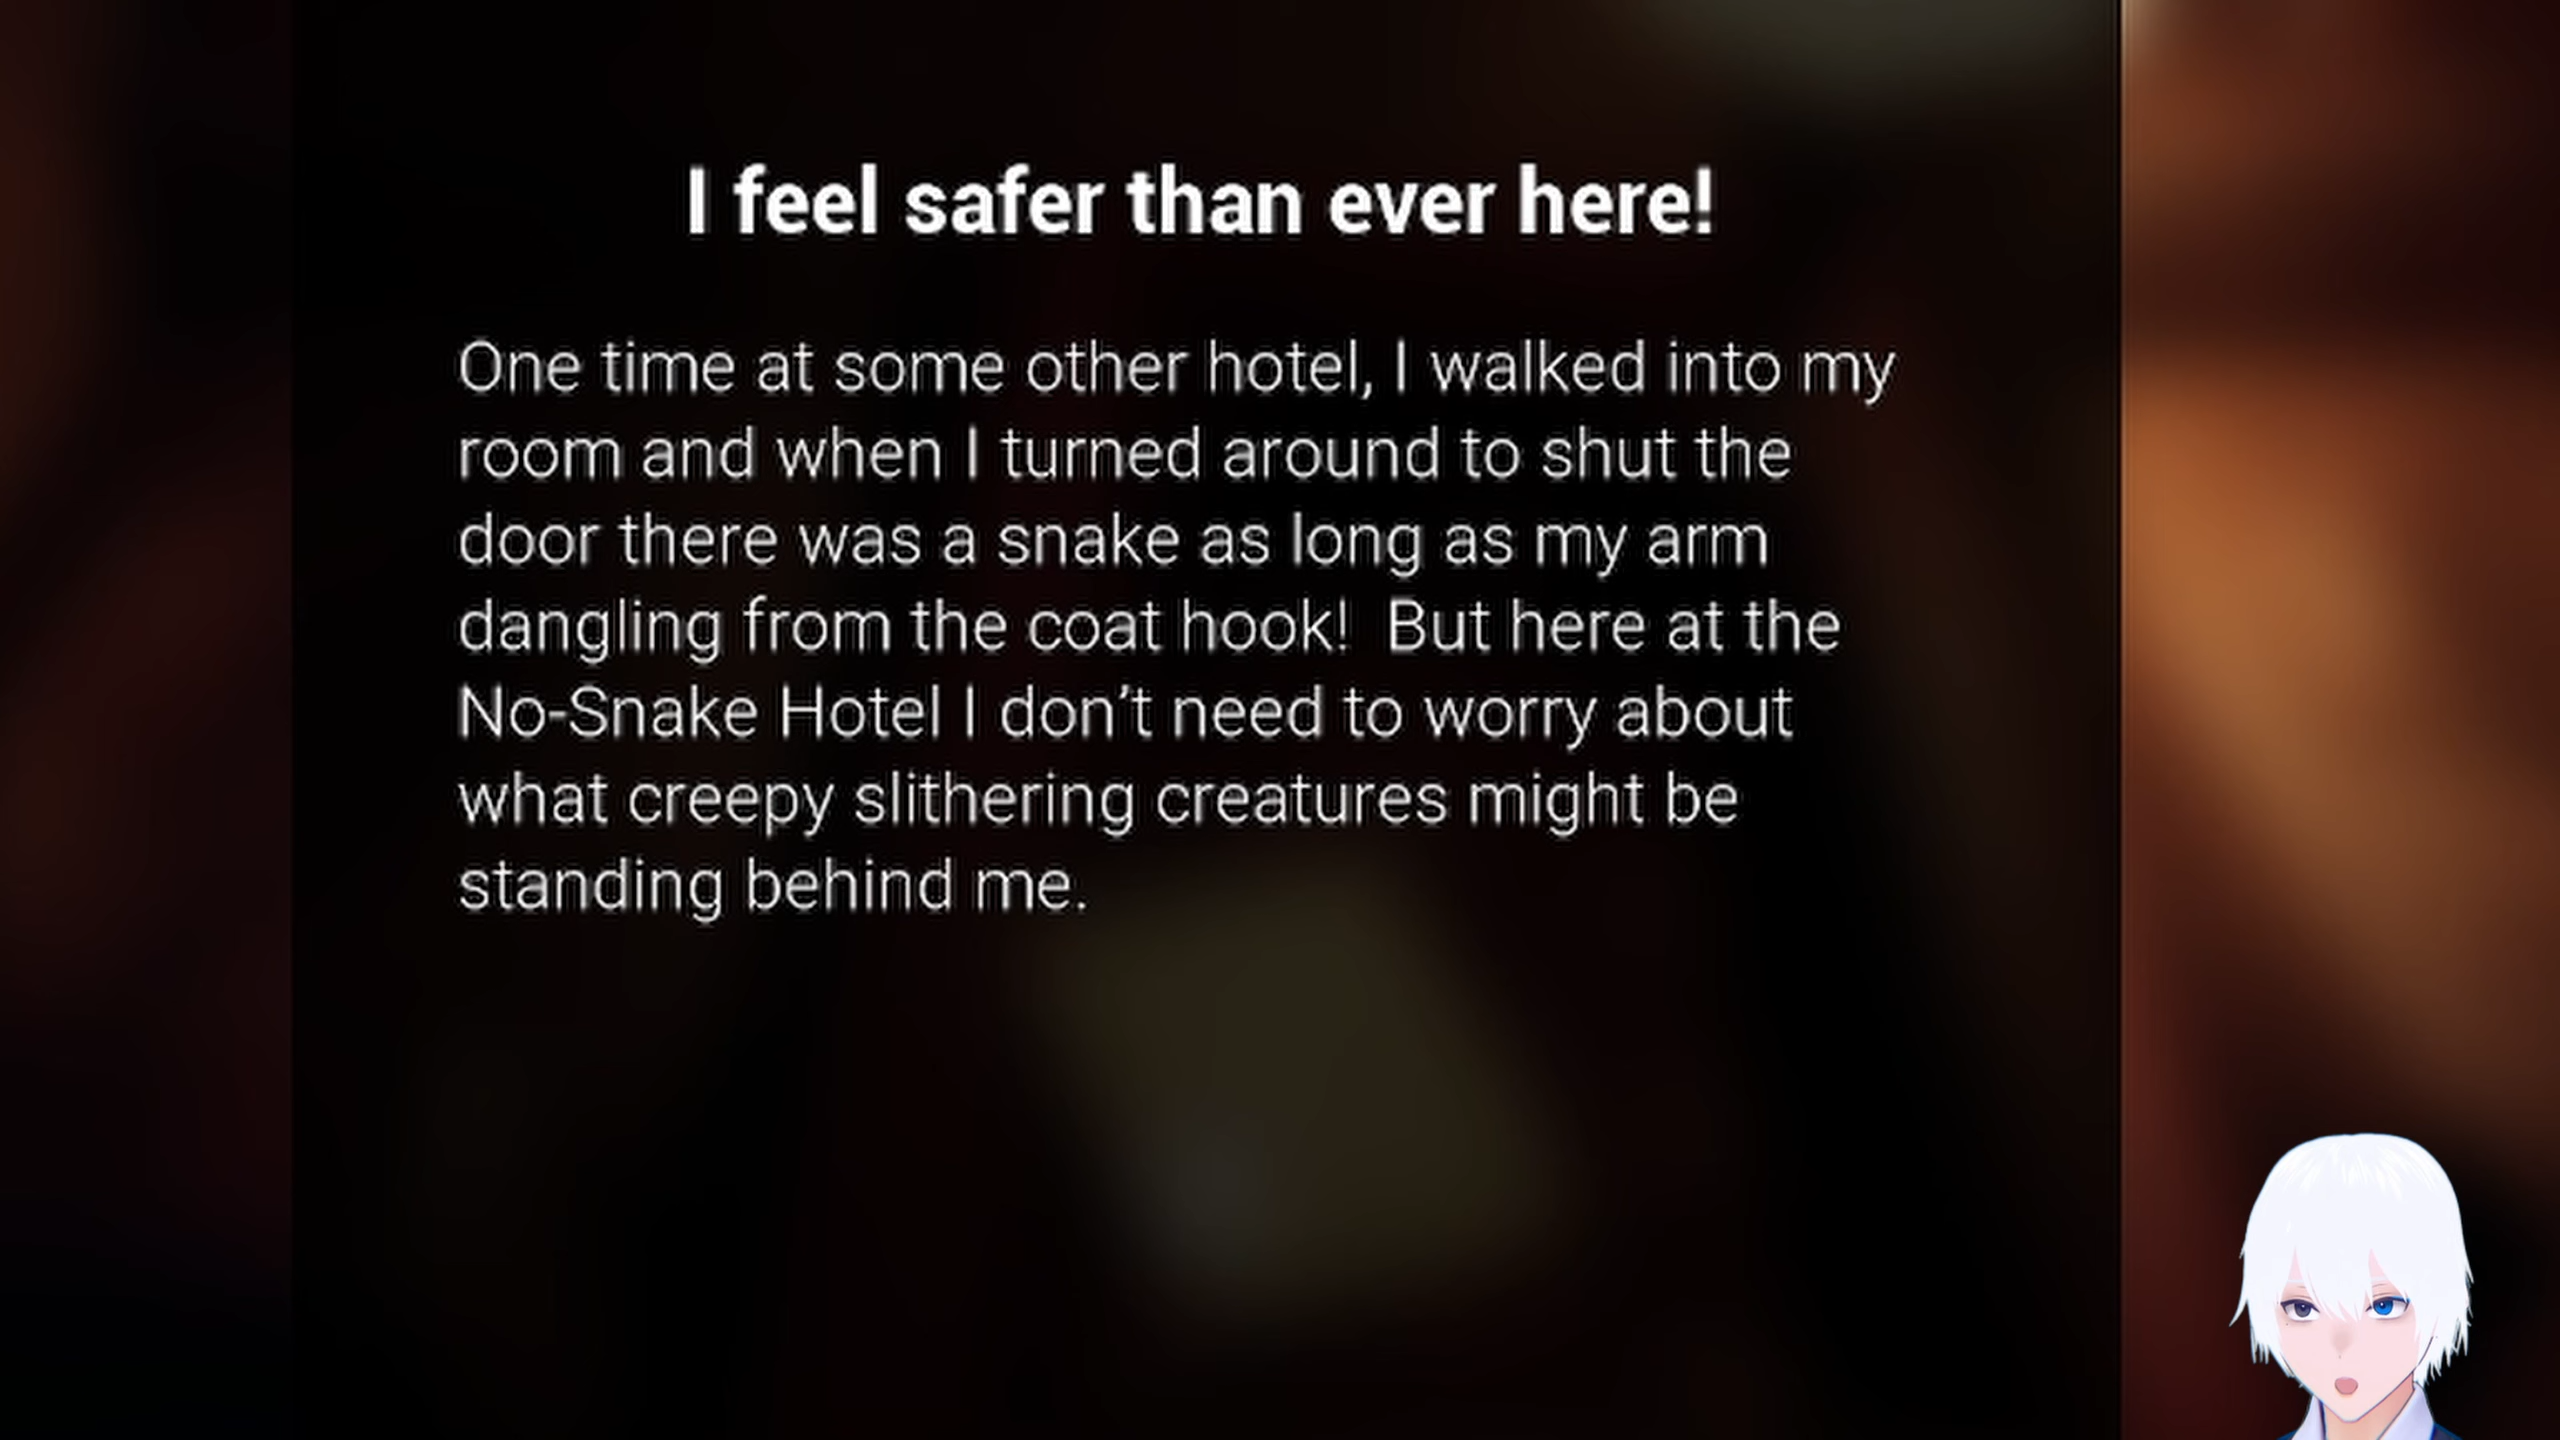 I feel safer than ever here!
One time at some other hotel, I walked into my
room and when I turned around to shut the
door there was a snake as long as my arm
dangling from the coat hook!  But here at the
No-Snake Hotel I don’t need to worry about
what creepy slithering creatures might be
standing behind me.